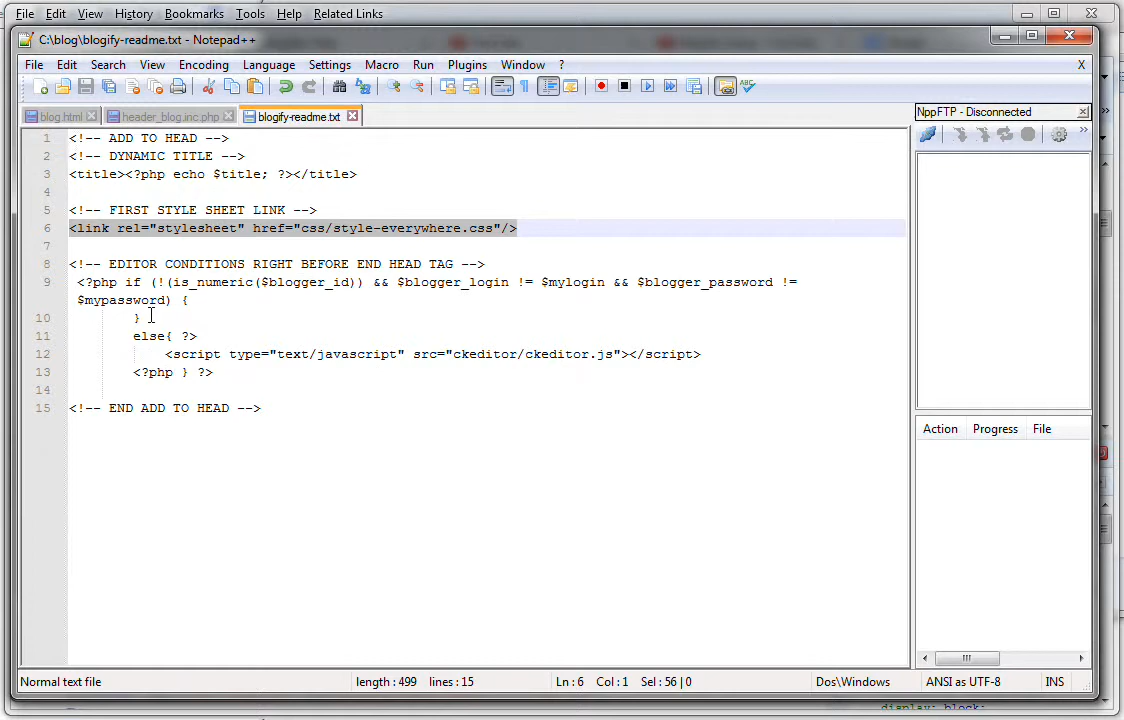 File Edit View History Bookmarks Tools Help Related Links
C:\blog\blogify-readme.txt - Notepad++
File Edit Search View Encoding Language Settings Macro Run Plugins Window ? X
blog.html header_blog.inc.php blogify-readme.txt
NppFTP - Disconnected
1 <!-- ADD TO HEAD -->
2 <!-- DYNAMIC TITLE -->
3 <title><?php echo $title; ?></title>
4
5 <!-- FIRST STYLE SHEET LINK -->
6 <link rel="stylesheet" href="css/style-everywhere.css"/>
7
8 <!-- EDITOR CONDITIONS RIGHT BEFORE END HEAD TAG -->
9 <?php if (!(is_numeric($blogger_id)) && $blogger_login != $mylogin && $blogger_password !=
$mypassword) {
10 }
11 else{ ?>
12 <script type="text/javascript" src="ckeditor/ckeditor.js"></script>
13 <?php } ?>
14
15 <!-- END ADD TO HEAD -->
Action Progress File
Normal text file length : 499 lines : 15 Ln : 6 Col : 1 Sel : 56 | 0 Dos\Windows ANSI as UTF-8 INS
display: block;